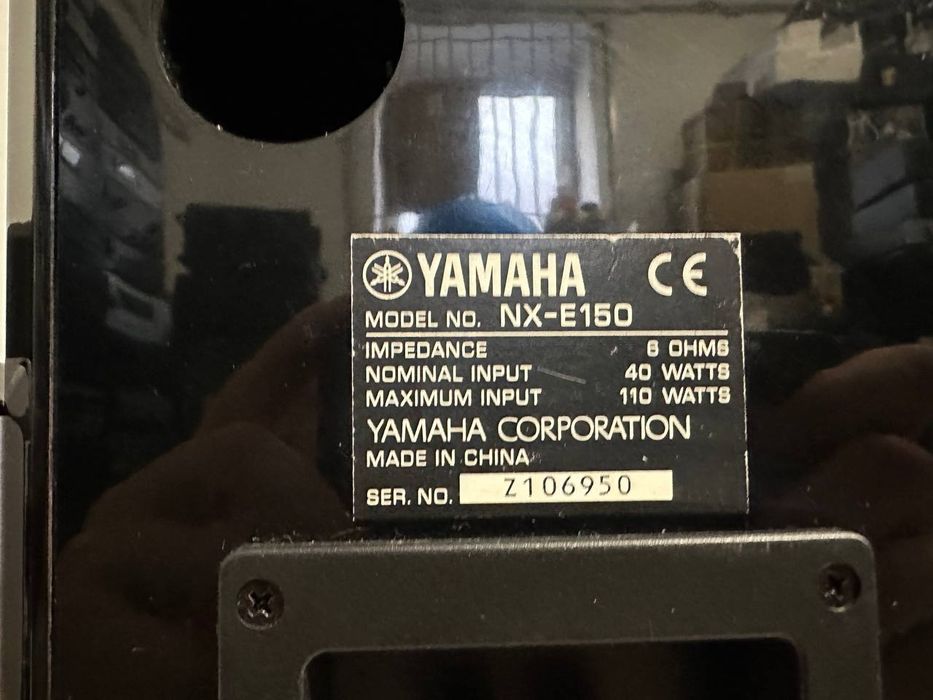 YAMAHA CE
MODEL NO. NX-E150
IMPEDANCE 6 OHMS
NOMINAL INPUT 40 WATTS
MAXIMUM INPUT 110 WATTS
YAMAHA CORPORATION
MADE IN CHINA
SER. NO. Z106950